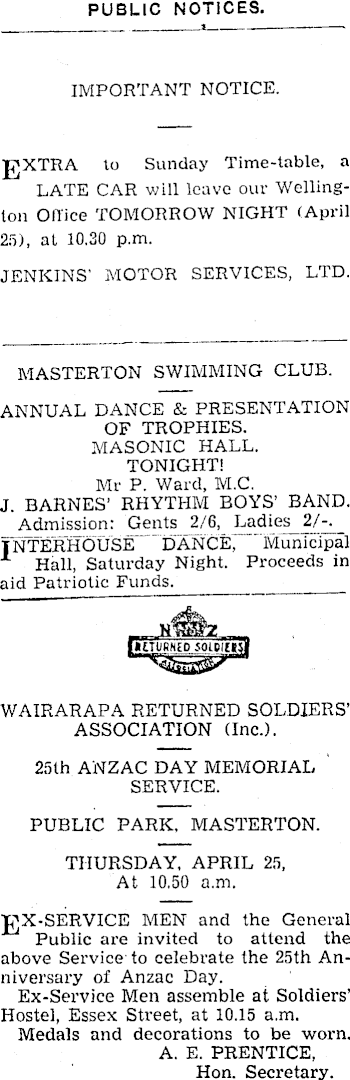 PUBLIC NOTICES.
IMPORTANT NOTICE.
EXTRA to Sunday Time-table, a
LATE CAR will leave our Welling-
ton Office TOMORROW NIGHT (April
25), at 10.30 p.m.
JENKINS' MOTOR SERVICES, LTD.
MASTERTON SWIMMING CLUB.
ANNUAL DANCE & PRESENTATION
OF TROPHIES.
MASONIC HALL.
TONIGHT!
Mr P. Ward, M.C.
J. BARNES' RHYTHM BOYS' BAND.
Admission: Gents 2/6, Ladies 2/-.
INTERHOUSE DANCE, Municipal
Hall, Saturday Night. Proceeds in
aid Patriotic Funds.
N Z
RETURNED SOLDIERS
ASSOCIATION
WAIRARAPA RETURNED SOLDIERS'
ASSOCIATION (Inc.).
25th ANZAC DAY MEMORIAL
SERVICE.
PUBLIC PARK, MASTERTON.
THURSDAY, APRIL 25,
At 10.50 a.m.
EX-SERVICE MEN and the General
Public are invited to attend the
above Service to celebrate the 25th An-
niversary of Anzac Day.
Ex-Service Men assemble at Soldiers'
Hostel, Essex Street, at 10.15 a.m.
Medals and decorations to be worn.
A. E. PRENTICE,
Hon. Secretary.